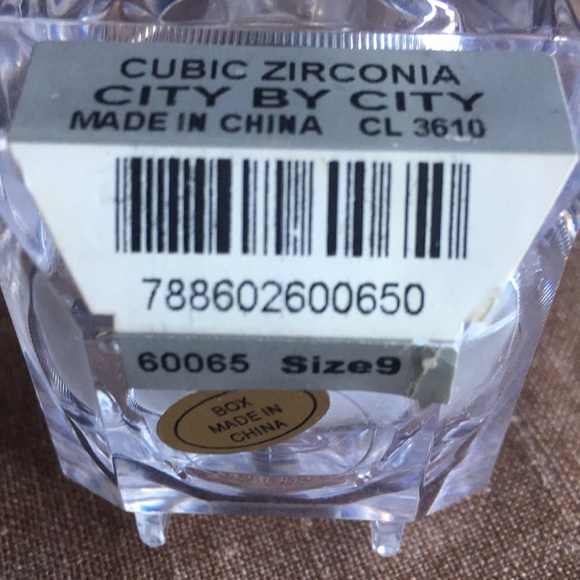 CUBIC ZIRCONIA
CITY BY CITY
MADE IN CHINA CL 3610
788602600650
60065 Size9
BOX
MADE IN
CHINA